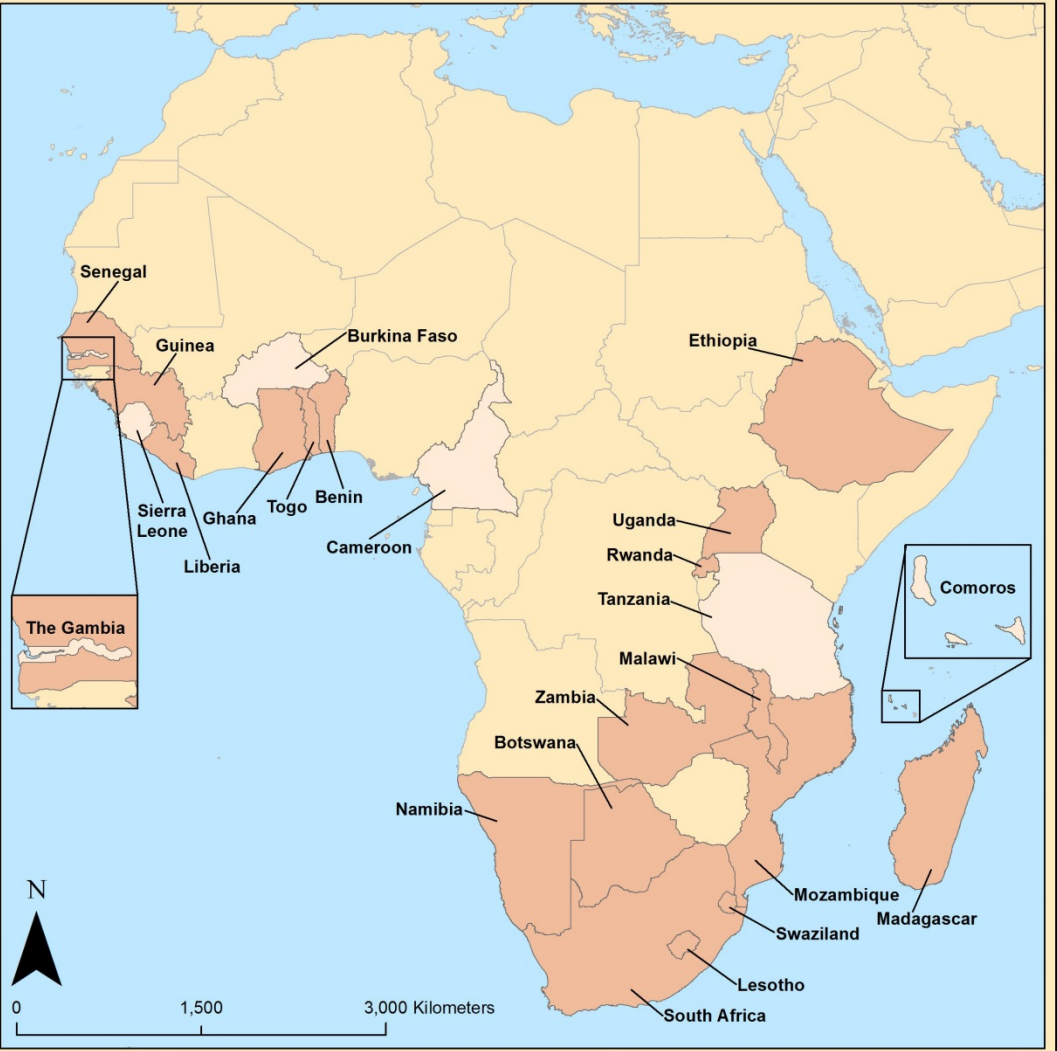 Senegal
Burkina Faso
Guinea
Ethiopia
Sierra
Leone
Ghana
Togo
Benin
Liberia
Cameroon
Uganda
Rwanda
Tanzania
Comoros
The Gambia
Malawi
Zambia
Botswana
Namibia
Mozambique
Madagascar
Swaziland
Lesotho
South Africa
N
0 1,500 3,000 Kilometers